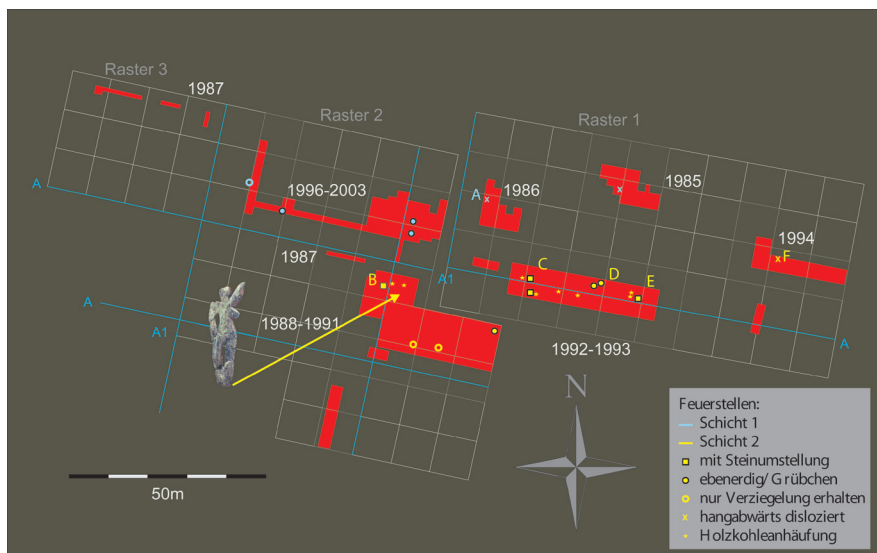 Raster 3
1987
Raster 2
Raster 1
A
1996-2003
A
1986
1985
1987
B
A1
C
D
E
1994
F
A
A1
1988-1991
1992-1993
A
N
50m
Feuerstellen:
Schicht 1
Schicht 2
mit Steinumstellung
ebenerdig/Grübchen
nur Verziegelung erhalten
hangabwärts disloziert
Holzkohleanhäufung